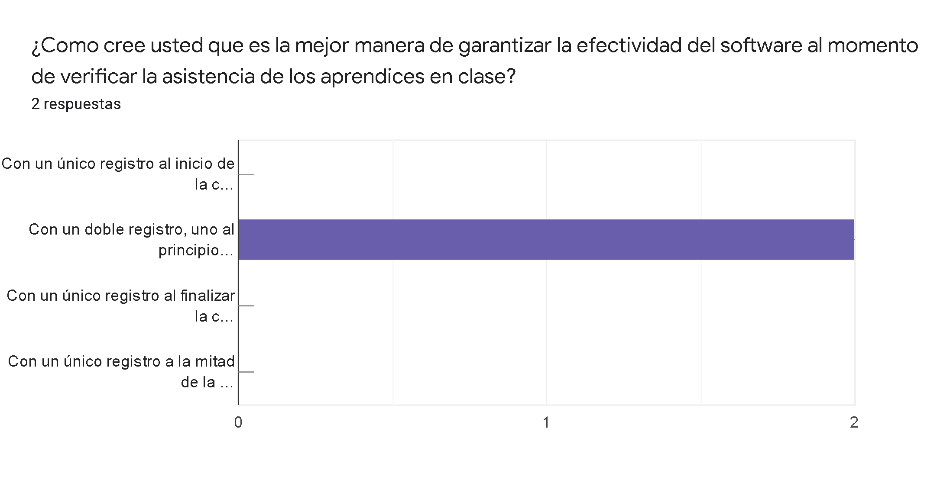 ¿Como cree usted que es la mejor manera de garantizar la efectividad del software al momento
de verificar la asistencia de los aprendices en clase?
2 respuestas
Con un único registro al inicio de
la c...
Con un doble registro, uno al
principio...
Con un único registro al finalizar
la c...
Con un único registro a la mitad
de la ...
0
1
2